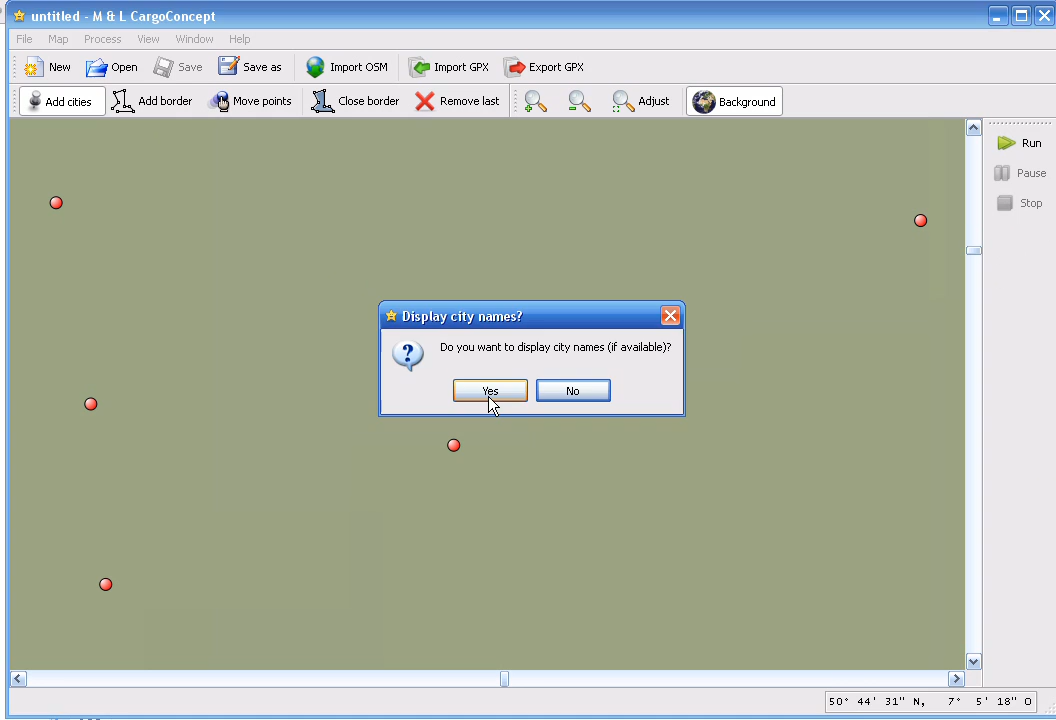 untitled - M & L CargoConcept
File Map Process View Window Help
New Open Save Save as Import OSM Import GPX Export GPX
Add cities Add border Move points Close border Remove last Adjust Background
Run
Pause
Stop
Display city names?
Do you want to display city names (if available)?
Yes No
50° 44' 31" N, 7° 5' 18" O